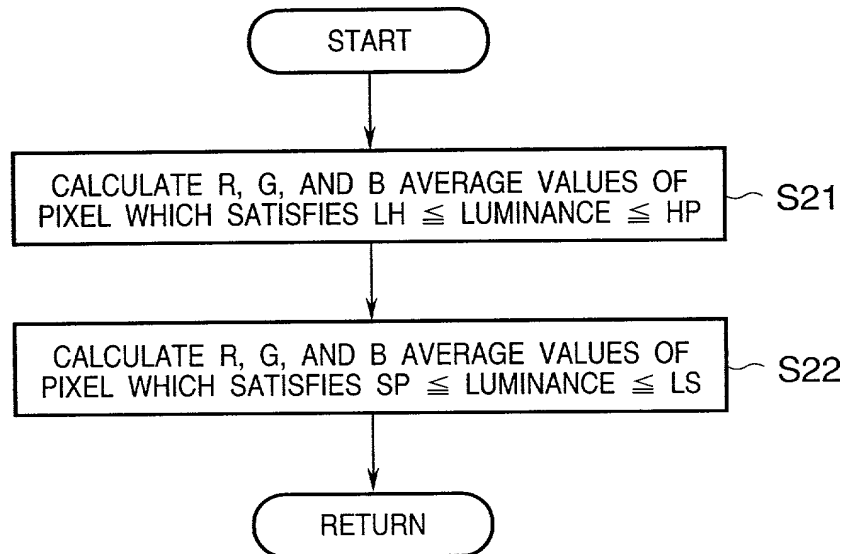 START
CALCULATE R, G, AND B AVERAGE VALUES OF
PIXEL WHICH SATISFIES LH ≦ LUMINANCE ≦ HP
S21
CALCULATE R, G, AND B AVERAGE VALUES OF
PIXEL WHICH SATISFIES SP ≦ LUMINANCE ≦ LS
S22
RETURN